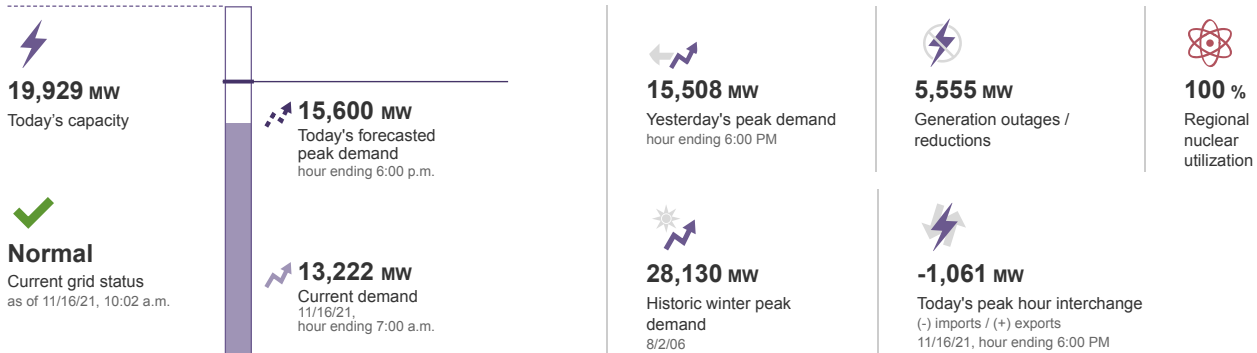 19,929 MW
Today's capacity
Normal
Current grid status
as of 11/16/21, 10:02 a.m.
15,600 MW
Today's forecasted
peak demand
hour ending 6:00 p.m.
13,222 MW
Current demand
11/16/21,
hour ending 7:00 a.m.
15,508 MW
Yesterday's peak demand
hour ending 6:00 PM
5,555 MW
Generation outages /
reductions
100 %
Regional
nuclear
utilization
28,130 MW
Historic winter peak
demand
8/2/06
-1,061 MW
Today's peak hour interchange
(-) imports / (+) exports
11/16/21, hour ending 6:00 PM